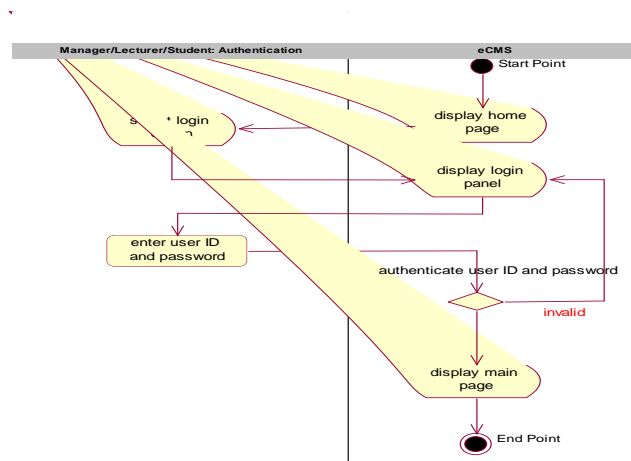 Manager/Lecturer/Student: Authentication
eCMS
Start Point
display home
page
login
display login
panel
enter user ID
and password
authenticate user ID and password
invalid
display main
page
End Point